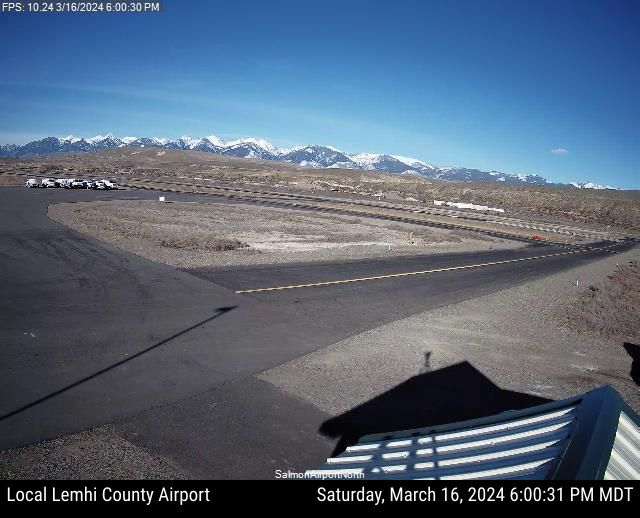 FPS: 10.24 3/16/2024 6:00:30 PM
SalmonAirportNorth
Local Lemhi County Airport
Saturday, March 16, 2024 6:00:31 PM MDT